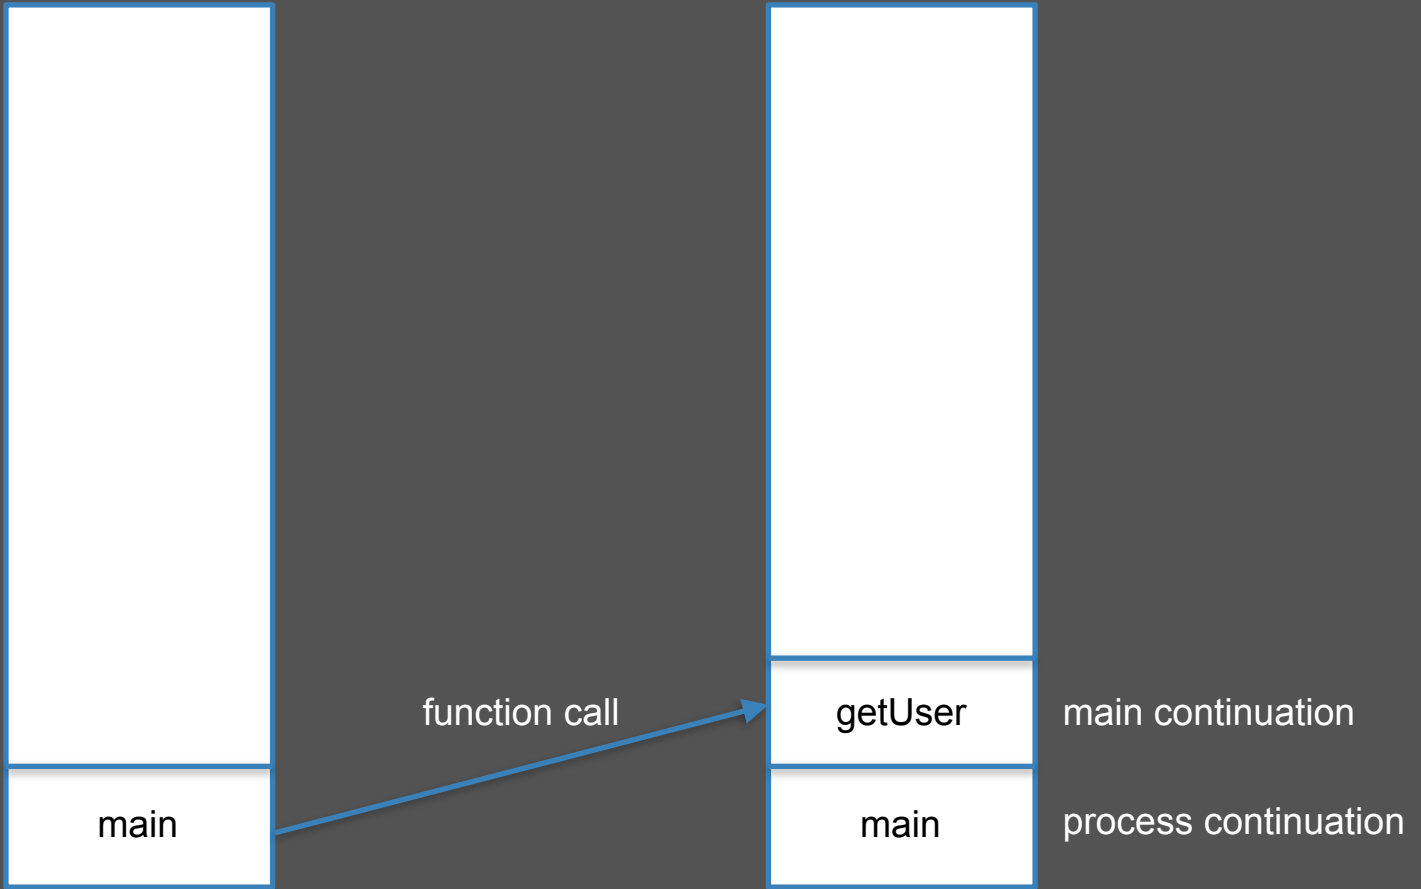 function call
getUser
main continuation
main
main
process continuation